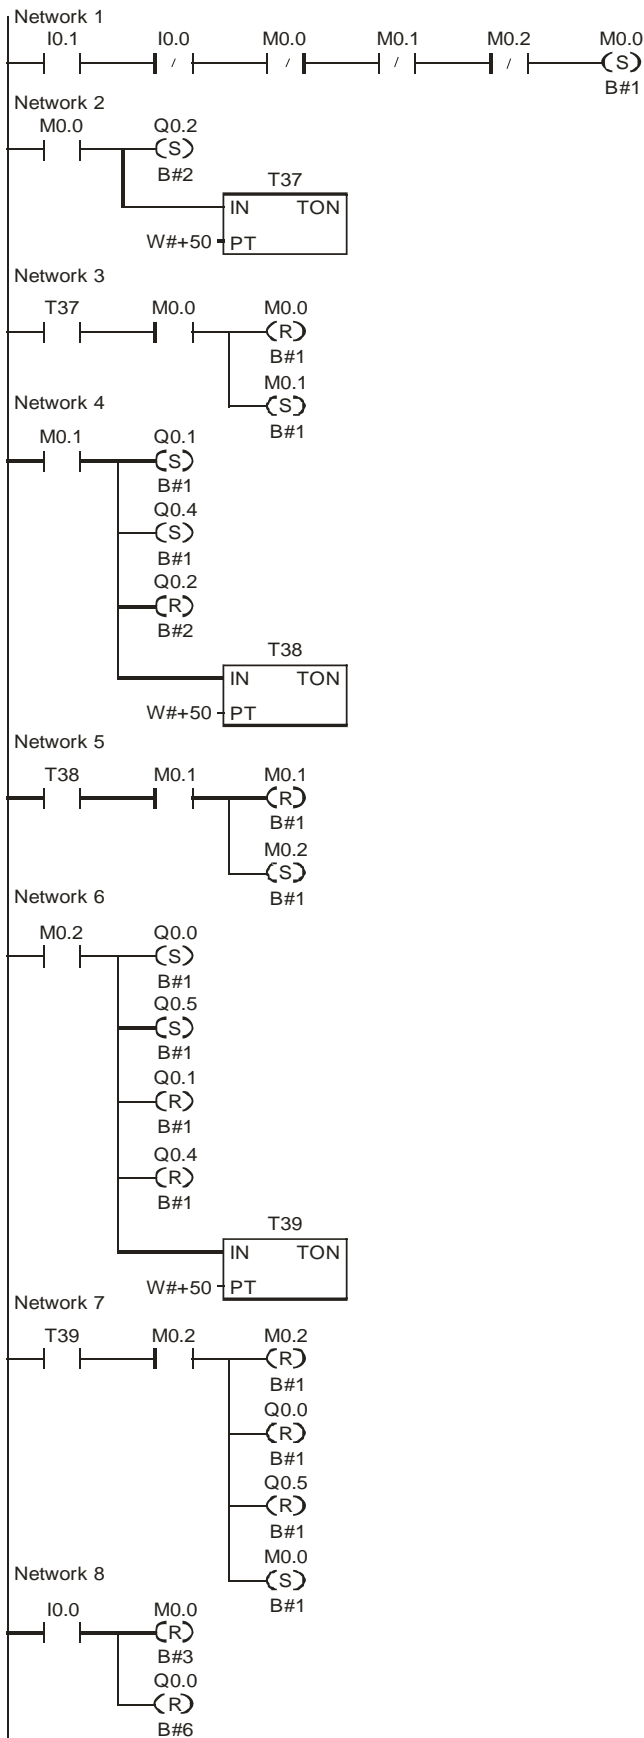 Network 1
I0.1 I0.0 M0.0 M0.1 M0.2 M0.0
/ / / / (S)
B#1
Network 2
M0.0 Q0.2
(S)
B#2
T37
IN TON
W#+50 PT
Network 3
T37 M0.0 M0.0
(R)
B#1
M0.1
(S)
B#1
Network 4
M0.1 Q0.1
(S)
B#1
Q0.4
(S)
B#1
Q0.2
(R)
B#2
T38
IN TON
W#+50 PT
Network 5
T38 M0.1 M0.1
(R)
B#1
M0.2
(S)
B#1
Network 6
M0.2 Q0.0
(S)
B#1
Q0.5
(S)
B#1
Q0.1
(R)
B#1
Q0.4
(R)
B#1
T39
IN TON
W#+50 PT
Network 7
T39 M0.2 M0.2
(R)
B#1
Q0.0
(R)
B#1
Q0.5
(R)
B#1
M0.0
(S)
B#1
Network 8
I0.0 M0.0
(R)
B#3
Q0.0
(R)
B#6